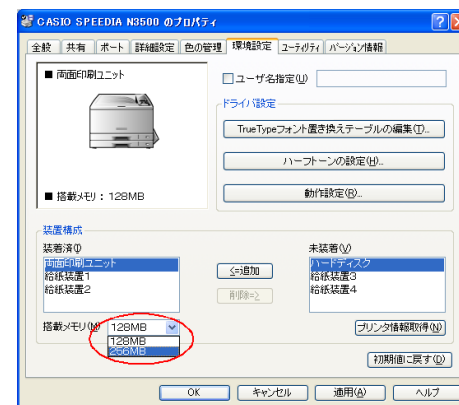 CASIO SPEEDIA N3500 のプロパティ
全般 共有 ポート 詳細設定 色の管理 環境設定 ユーティリティ バージョン情報
■ 両面印刷ユニット
■ 搭載メモリ : 128MB
ユーザ名指定(U)
ドライバ設定
TrueTypeフォント置き換えテーブルの編集(T)...
ハーフトーンの設定(H)...
動作設定(R)...
装置構成
装着済(I)
両面印刷ユニット
給紙装置1
給紙装置2
<=追加
削除=>
未装着(V)
ハードディスク
給紙装置3
給紙装置4
搭載メモリ(M) 128MB
128MB
256MB
プリンタ情報取得(N)
初期値に戻す(D)
OK キャンセル 適用(A) ヘルプ